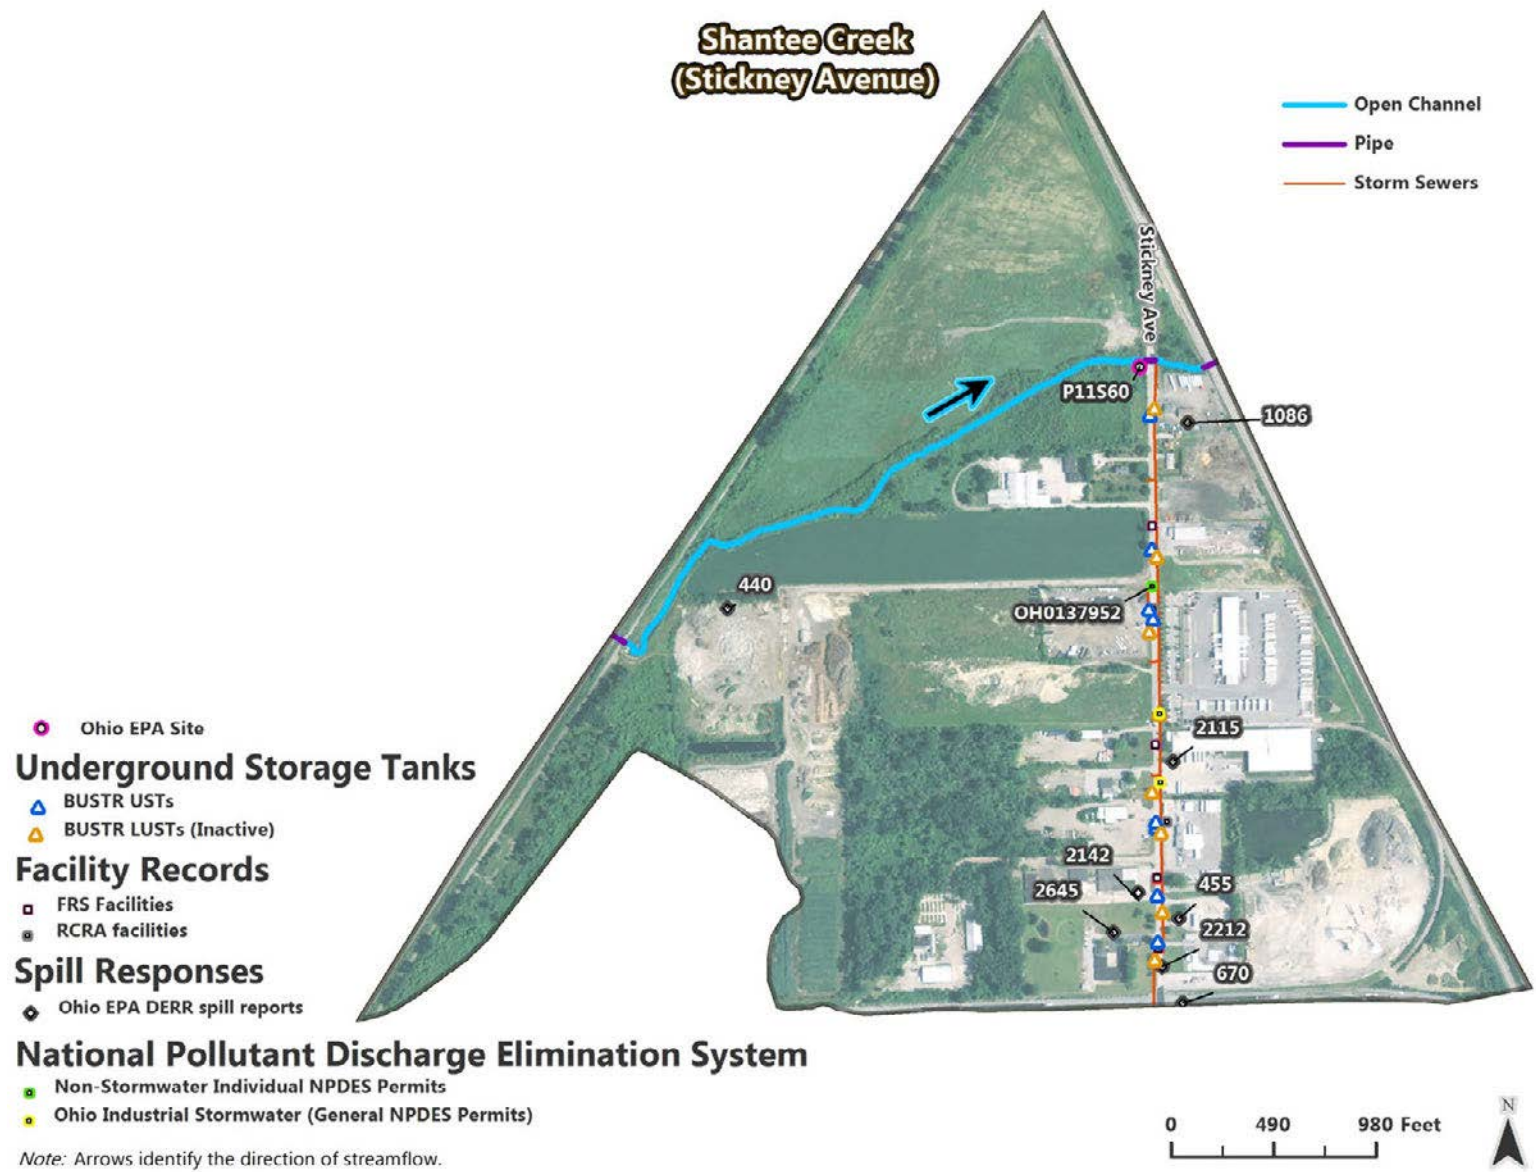 Shantee Creek
(Stickney Avenue)
Open Channel
Pipe
Storm Sewers
Stickney Ave
P11S60
1086
440
OH0137952
2115
2142
455
2645
2212
670
Ohio EPA Site
Underground Storage Tanks
BUSTR USTs
BUSTR LUSTs (Inactive)
Facility Records
FRS Facilities
RCRA facilities
Spill Responses
Ohio EPA DERR spill reports
National Pollutant Discharge Elimination System
Non-Stormwater Individual NPDES Permits
Ohio Industrial Stormwater (General NPDES Permits)
Note: Arrows identify the direction of streamflow.
0 490 980 Feet
N